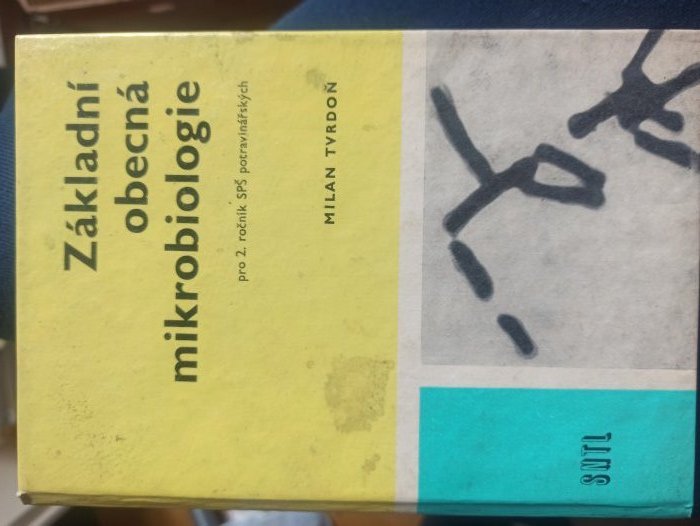 Základní
obecná
mikrobiologie
pro 2. ročník SPŠ potravinářských
MILAN TVRDOŇ
SNTL